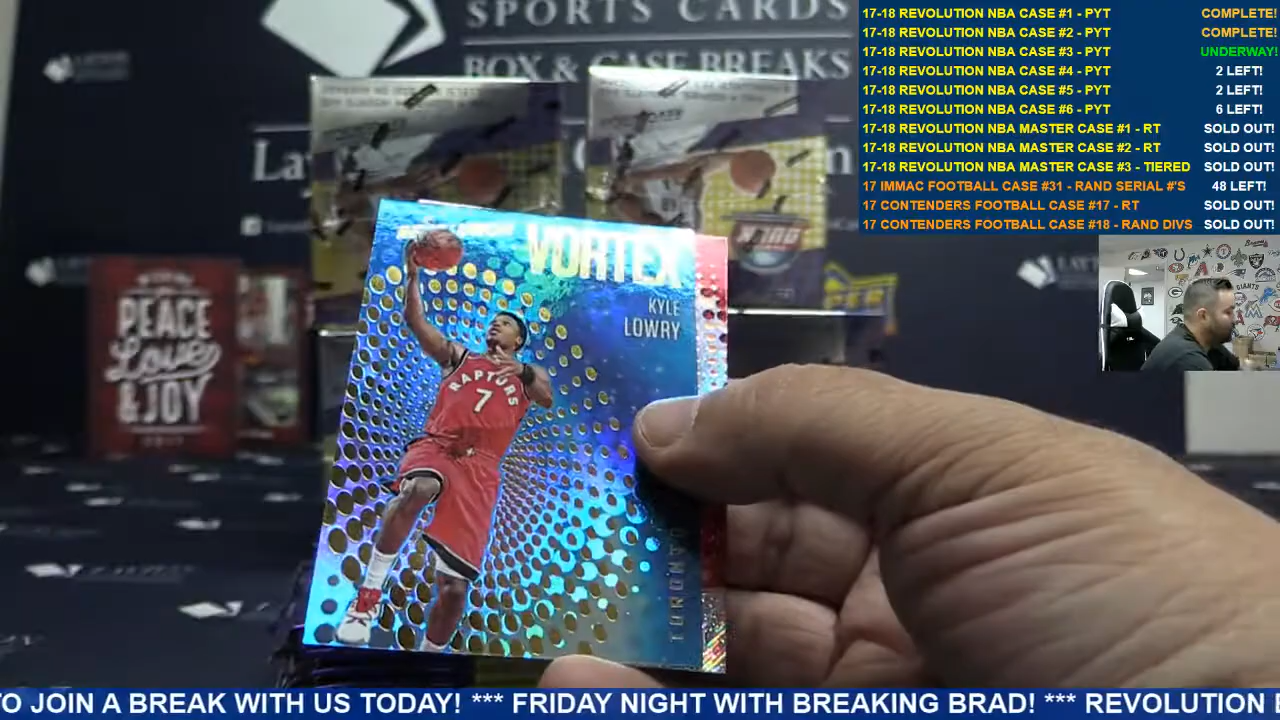 SPORTS CARDS
BOX & CASE BREAKS
17-18 REVOLUTION NBA CASE #1 - PYT COMPLETE!
17-18 REVOLUTION NBA CASE #2 - PYT COMPLETE!
17-18 REVOLUTION NBA CASE #3 - PYT UNDERWAY!
17-18 REVOLUTION NBA CASE #4 - PYT 2 LEFT!
17-18 REVOLUTION NBA CASE #5 - PYT 2 LEFT!
17-18 REVOLUTION NBA CASE #6 - PYT 6 LEFT!
17-18 REVOLUTION NBA MASTER CASE #1 - RT SOLD OUT!
17-18 REVOLUTION NBA MASTER CASE #2 - RT SOLD OUT!
17-18 REVOLUTION NBA MASTER CASE #3 - TIERED SOLD OUT!
17 IMMAC FOOTBALL CASE #31 - RAND SERIAL #'S 48 LEFT!
17 CONTENDERS FOOTBALL CASE #17 - RT SOLD OUT!
17 CONTENDERS FOOTBALL CASE #18 - RAND DIVS SOLD OUT!
VORTEX
KYLE
LOWRY
RAPTORS
7
TORONTO
PEACE
Love
& JOY
GIANTS
TO JOIN A BREAK WITH US TODAY! *** FRIDAY NIGHT WITH BREAKING BRAD! *** REVOLUTION